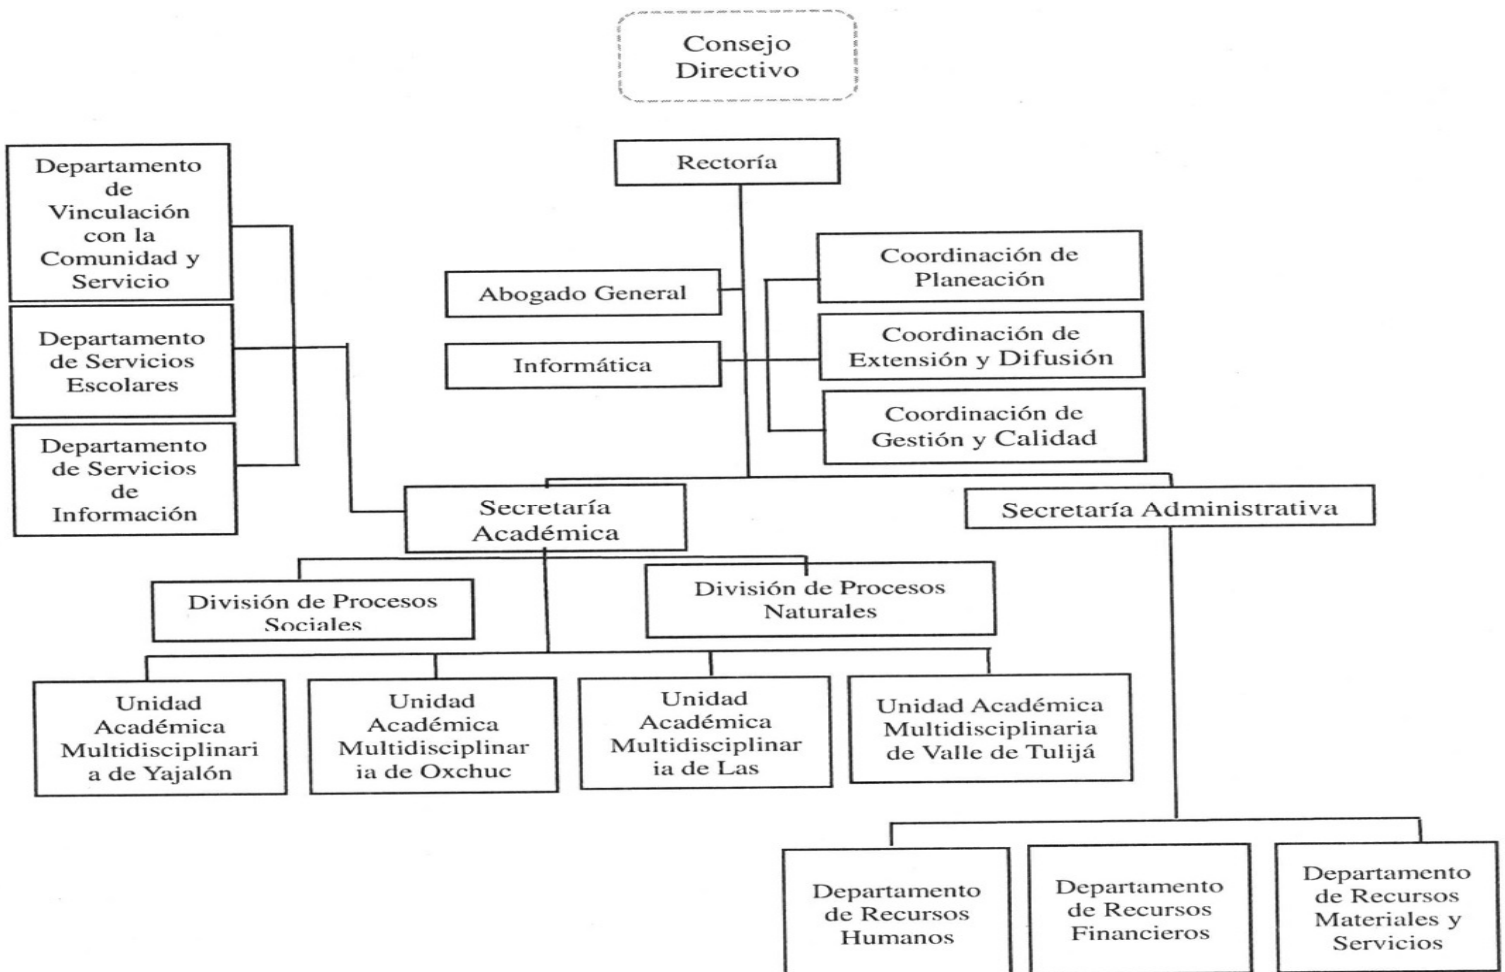 Consejo
Directivo
Rectoría
Departamento
de
Vinculación
con la
Comunidad y
Servicio
Departamento
de Servicios
Escolares
Departamento
de Servicios
de
Información
Abogado General
Informática
Coordinación de
Planeación
Coordinación de
Extensión y Difusión
Coordinación de
Gestión y Calidad
Secretaría
Académica
Secretaría Administrativa
División de Procesos
Sociales
División de Procesos
Naturales
Unidad
Académica
Multidisciplinari
a de Yajalón
Unidad
Académica
Multidisciplinar
ia de Oxchuc
Unidad
Académica
Multidisciplinar
ia de Las
Unidad Académica
Multidisciplinaria
de Valle de Tulijá
Departamento
de Recursos
Humanos
Departamento
de Recursos
Financieros
Departamento
de Recursos
Materiales y
Servicios